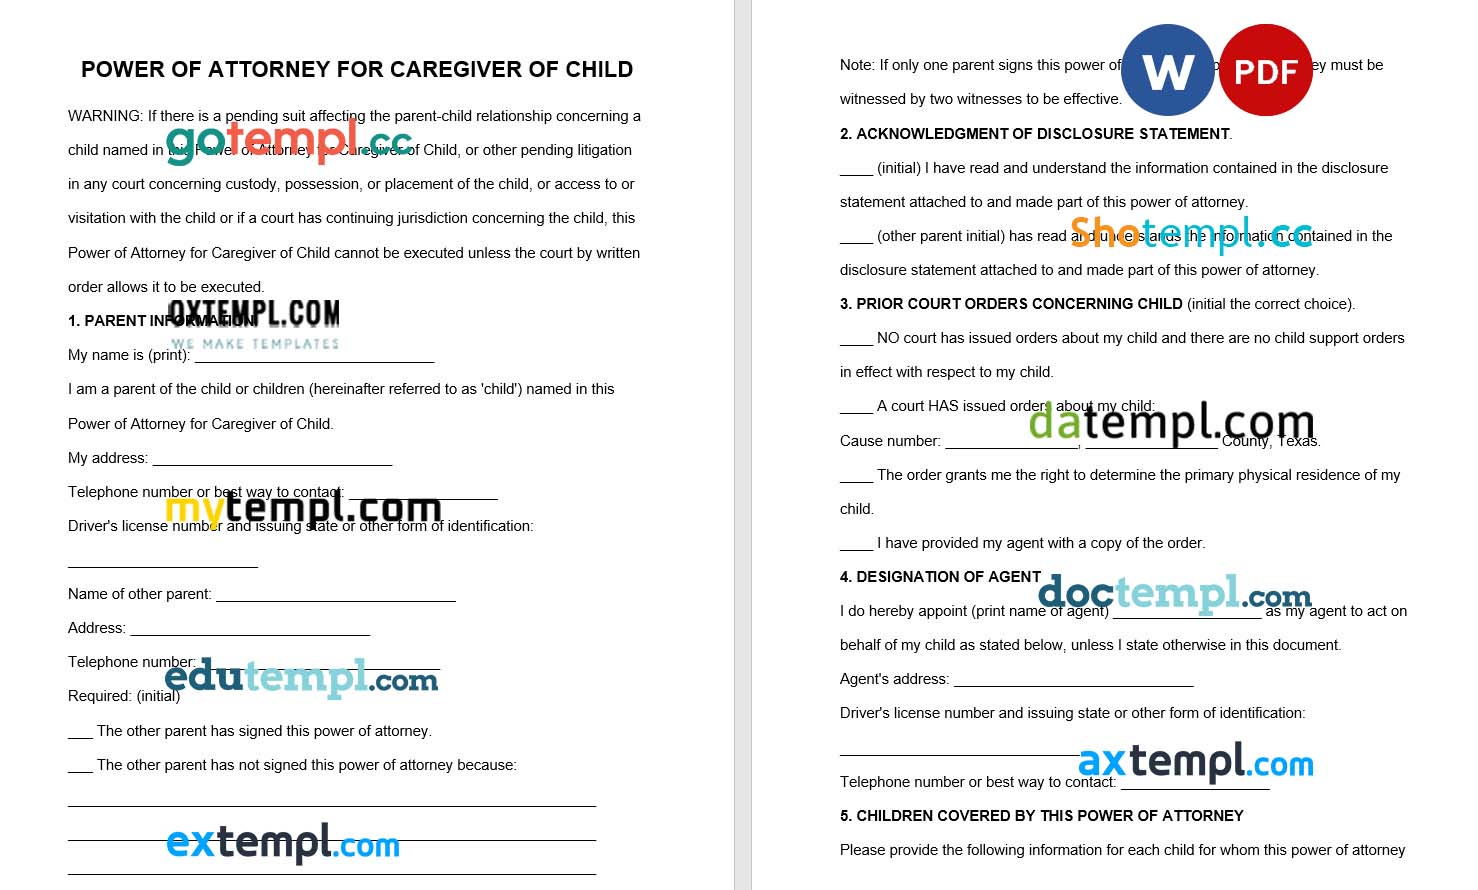 POWER OF ATTORNEY FOR CAREGIVER OF CHILD
WARNING: If there is a pending suit affecting the parent-child relationship concerning a
gotempl.cc
child named in this Power of Attorney for Caregiver of Child, or other pending litigation
in any court concerning custody, possession, or placement of the child, or access to or
visitation with the child or if a court has continuing jurisdiction concerning the child, this
Power of Attorney for Caregiver of Child cannot be executed unless the court by written
order allows it to be executed.
OXTEMPL.COM
1. PARENT INFORMATION
WE MAKE TEMPLATES
My name is (print): _____________________________
I am a parent of the child or children (hereinafter referred to as 'child') named in this
Power of Attorney for Caregiver of Child.
My address: _____________________________
Telephone number or best way to contact: __________________
mytempl.com
Driver's license number and issuing state or other form of identification:
_______________________
Name of other parent: _____________________________
Address: _____________________________
Telephone number: _____________________________
edutempl.com
Required: (initial)
___ The other parent has signed this power of attorney.
___ The other parent has not signed this power of attorney because:
________________________________________________________________
________________________________________________________________
extempl.com
________________________________________________________________
W PDF
Note: If only one parent signs this power of ey must be
witnessed by two witnesses to be effective.
2. ACKNOWLEDGMENT OF DISCLOSURE STATEMENT.
____ (initial) I have read and understand the information contained in the disclosure
statement attached to and made part of this power of attorney.
Shotempl.cc
____ (other parent initial) has read and understands the information contained in the
disclosure statement attached to and made part of this power of attorney.
3. PRIOR COURT ORDERS CONCERNING CHILD (initial the correct choice).
____ NO court has issued orders about my child and there are no child support orders
in effect with respect to my child.
____ A court HAS issued orders about my child:
datempl.com
Cause number: ________________, ________________ County, Texas.
____ The order grants me the right to determine the primary physical residence of my
child.
____ I have provided my agent with a copy of the order.
4. DESIGNATION OF AGENT
doctempl.com
I do hereby appoint (print name of agent) __________________ as my agent to act on
behalf of my child as stated below, unless I state otherwise in this document.
Agent's address: _____________________________
Driver's license number and issuing state or other form of identification:
_____________________________
axtempl.com
Telephone number or best way to contact: __________________
5. CHILDREN COVERED BY THIS POWER OF ATTORNEY
Please provide the following information for each child for whom this power of attorney